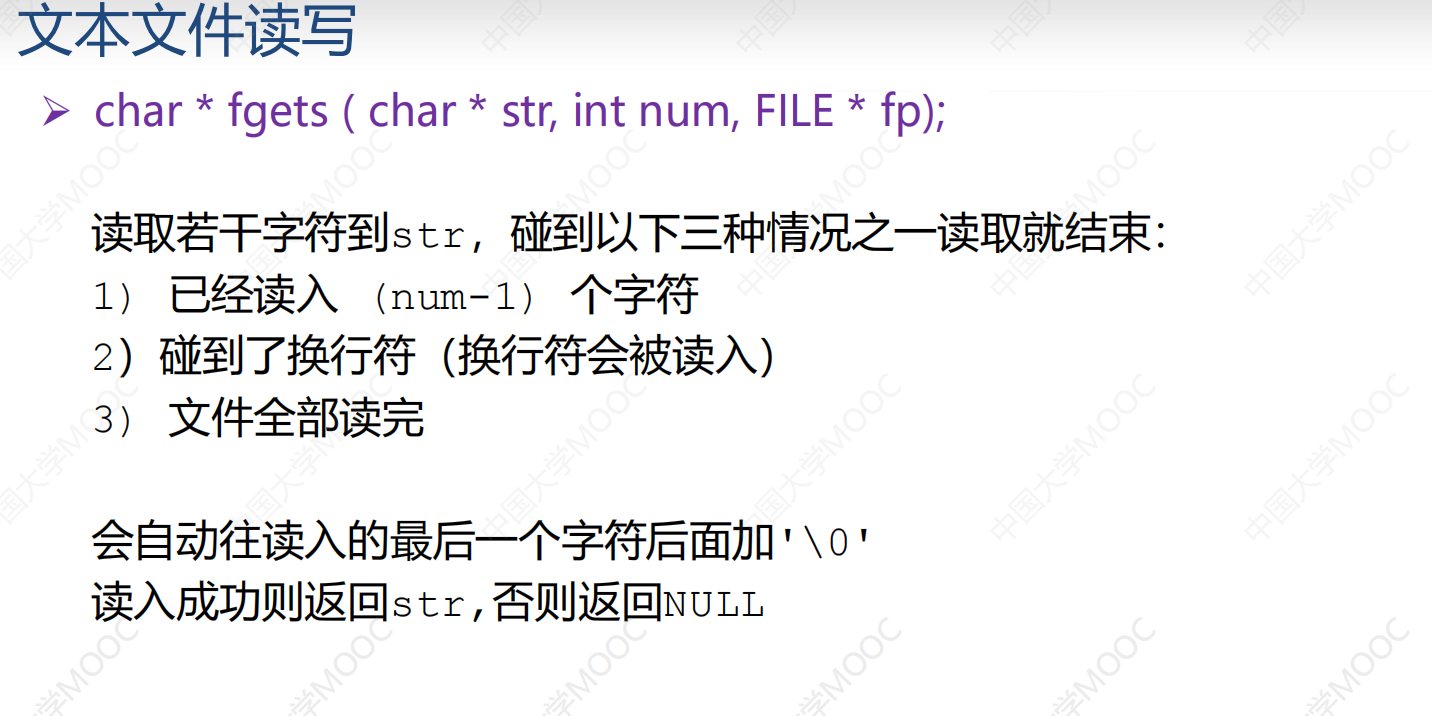 文本文件读写
➢ char * fgets ( char * str, int num, FILE * fp);
读取若干字符到str, 碰到以下三种情况之一读取就结束：
1） 已经读入 （num-1） 个字符
2）碰到了换行符（换行符会被读入）
3） 文件全部读完
会自动往读入的最后一个字符后面加'\0'
读入成功则返回str,否则返回NULL
中国大学MOOC